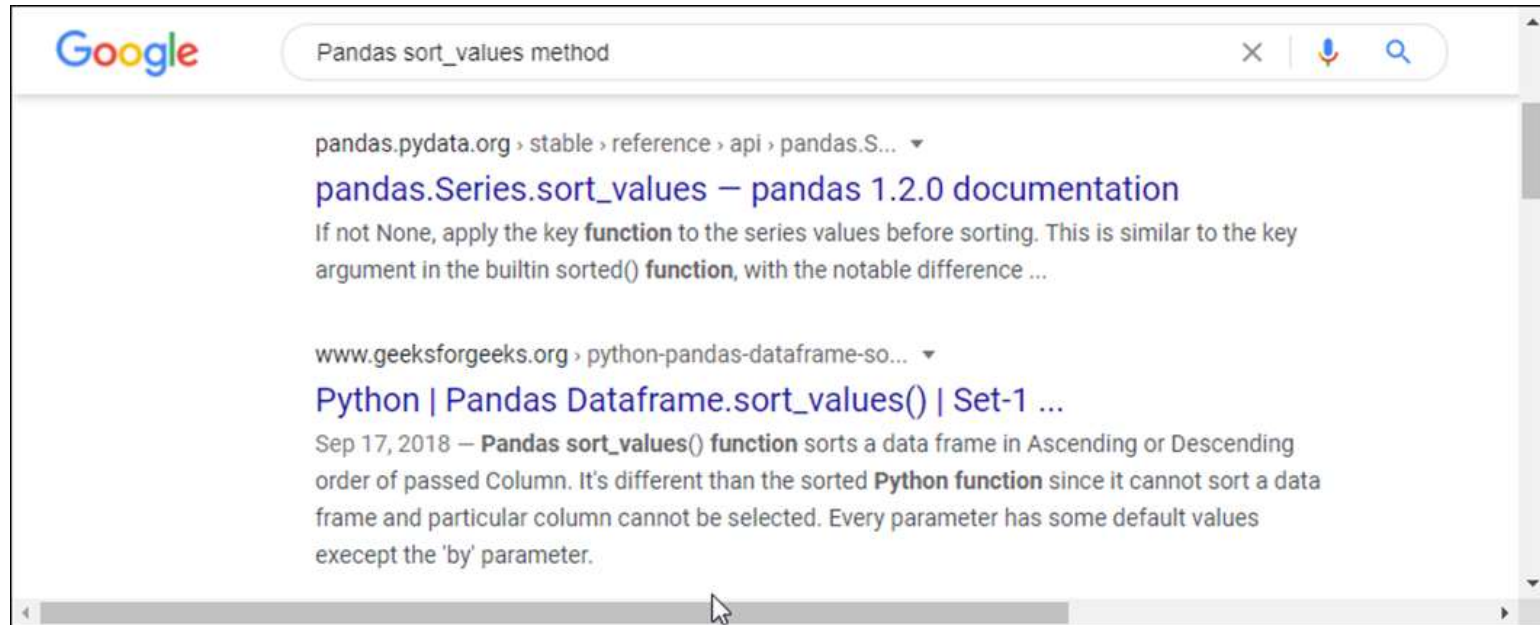 Google
Pandas sort_values method
pandas.pydata.org › stable › reference › api › pandas.S...
pandas.Series.sort_values — pandas 1.2.0 documentation
If not None, apply the key function to the series values before sorting. This is similar to the key
argument in the builtin sorted() function, with the notable difference ...
www.geeksforgeeks.org › python-pandas-dataframe-so...
Python | Pandas Dataframe.sort_values() | Set-1 ...
Sep 17, 2018 — Pandas sort_values() function sorts a data frame in Ascending or Descending
order of passed Column. It's different than the sorted Python function since it cannot sort a data
frame and particular column cannot be selected. Every parameter has some default values
execept the 'by' parameter.